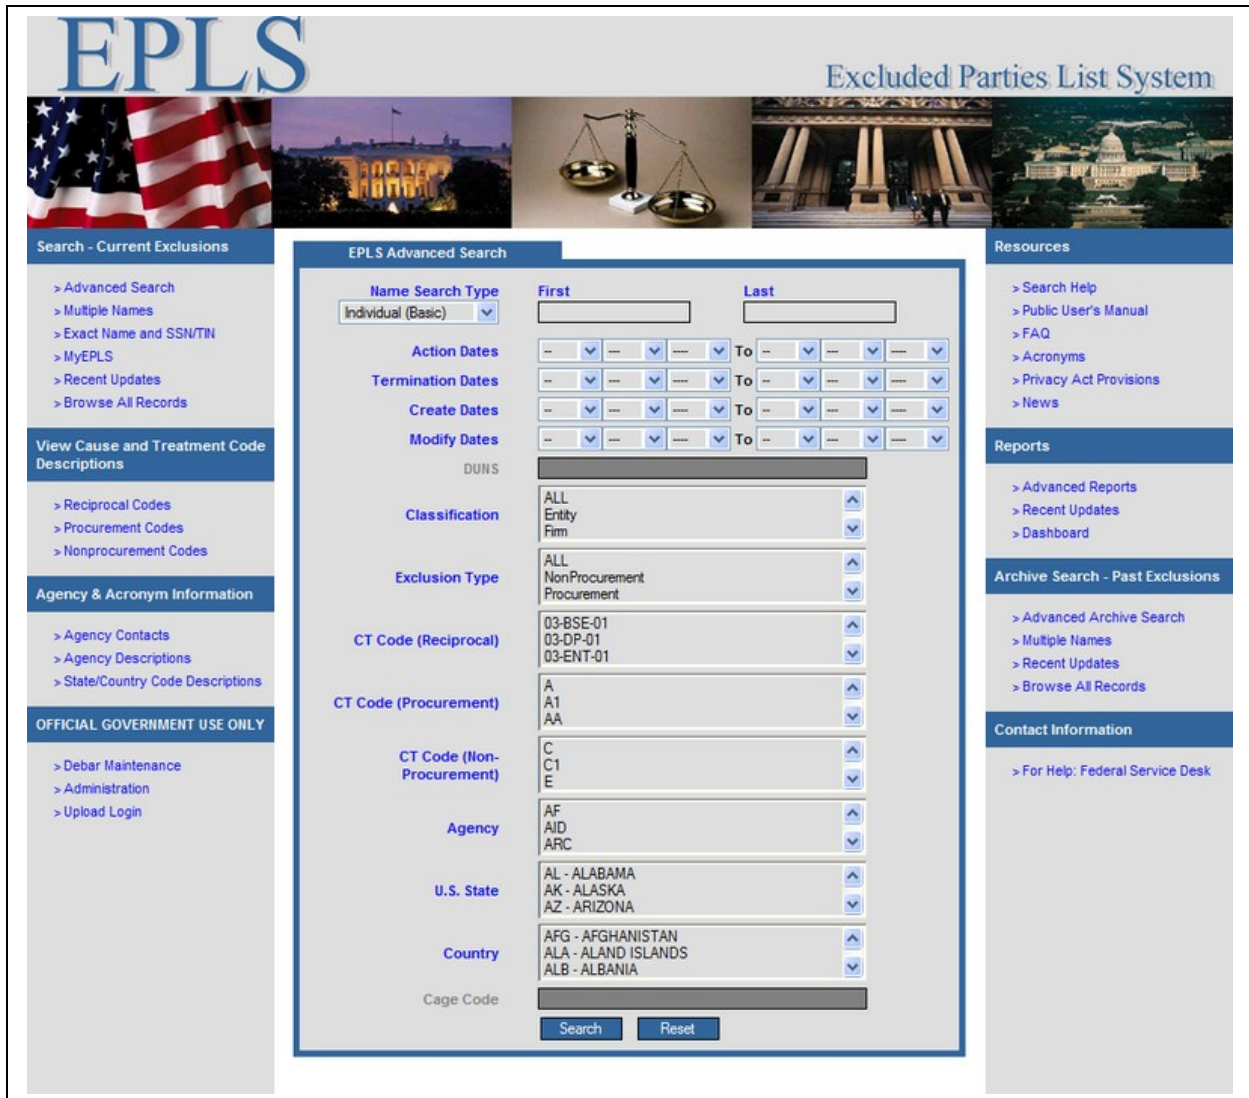 EPLS
Excluded Parties List System
Search - Current Exclusions
> Advanced Search
> Multiple Names
> Exact Name and SSN/TIN
> MyEPLS
> Recent Updates
> Browse All Records
View Cause and Treatment Code
Descriptions
> Reciprocal Codes
> Procurement Codes
> Nonprocurement Codes
Agency & Acronym Information
> Agency Contacts
> Agency Descriptions
> State/Country Code Descriptions
OFFICIAL GOVERNMENT USE ONLY
> Debar Maintenance
> Administration
> Upload Login
EPLS Advanced Search
Name Search Type First Last
Individual (Basic)
Action Dates -- --- ---- To -- --- ----
Termination Dates -- --- ---- To -- --- ----
Create Dates -- --- ---- To -- --- ----
Modify Dates -- --- ---- To -- --- ----
DUNS
Classification
ALL
Entity
Firm
Exclusion Type
ALL
NonProcurement
Procurement
CT Code (Reciprocal)
03-BSE-01
03-DP-01
03-ENT-01
CT Code (Procurement)
A
A1
AA
CT Code (Non-
Procurement)
C
C1
E
Agency
AF
AID
ARC
U.S. State
AL - ALABAMA
AK - ALASKA
AZ - ARIZONA
Country
AFG - AFGHANISTAN
ALA - ALAND ISLANDS
ALB - ALBANIA
Cage Code
Search Reset
Resources
> Search Help
> Public User's Manual
> FAQ
> Acronyms
> Privacy Act Provisions
> News
Reports
> Advanced Reports
> Recent Updates
> Dashboard
Archive Search - Past Exclusions
> Advanced Archive Search
> Multiple Names
> Recent Updates
> Browse All Records
Contact Information
> For Help: Federal Service Desk